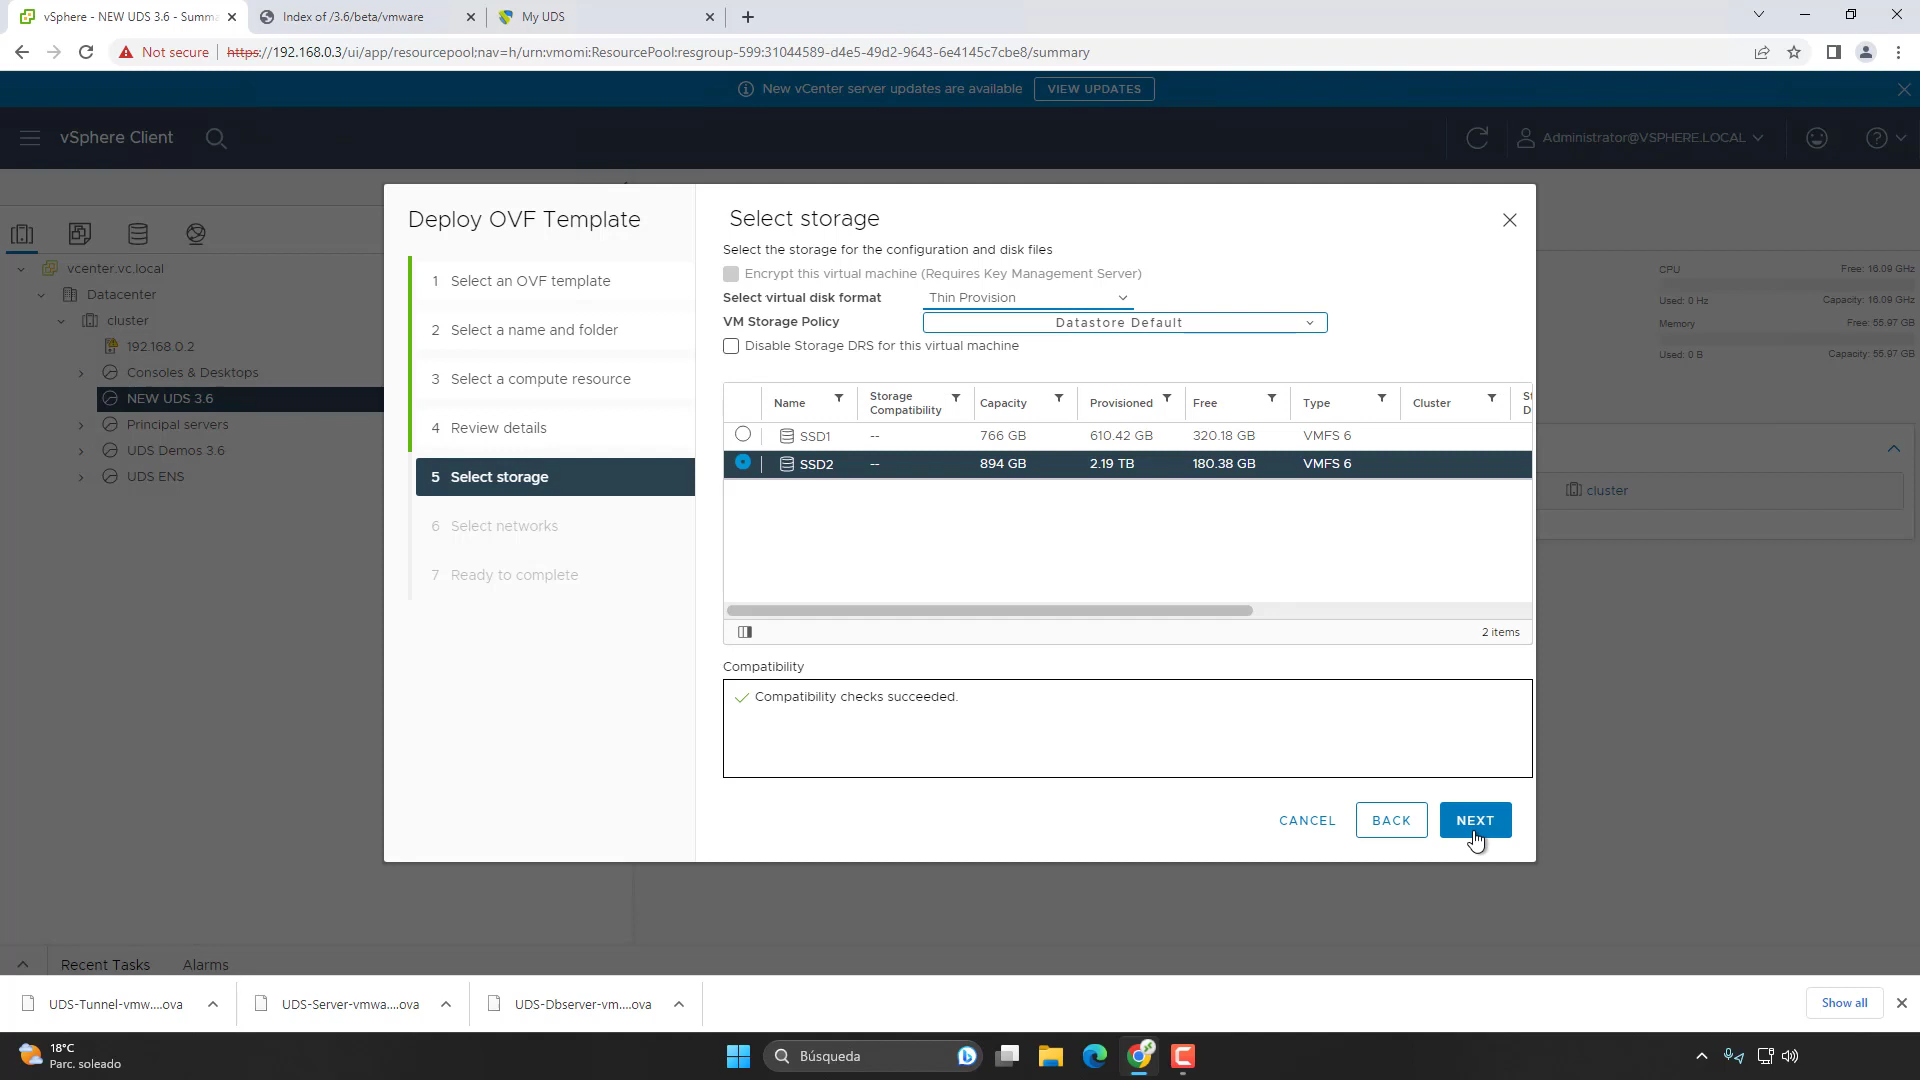 vSphere - NEW UDS 3.6 - Summa
Index of /3.6/beta/vmware
My UDS
Not secure
https://192.168.0.3/ui/app/resourcepool;nav=h/urn:vmomi:ResourcePool:resgroup-599:31044589-d4e5-49d2-9643-6e4145c7cbe8/summary
New vCenter server updates are available
VIEW UPDATES
vSphere Client
Administrator@VSPHERE.LOCAL
vcenter.vc.local
Datacenter
cluster
192.168.0.2
Consoles & Desktops
NEW UDS 3.6
Principal servers
UDS Demos 3.6
UDS ENS
Deploy OVF Template
1 Select an OVF template
2 Select a name and folder
3 Select a compute resource
4 Review details
5 Select storage
6 Select networks
7 Ready to complete
Select storage
Select the storage for the configuration and disk files
Encrypt this virtual machine (Requires Key Management Server)
Select virtual disk format Thin Provision
VM Storage Policy Datastore Default
Disable Storage DRS for this virtual machine
Name Storage Compatibility Capacity Provisioned Free Type Cluster St D
SSD1 -- 766 GB 610.42 GB 320.18 GB VMFS 6
SSD2 -- 894 GB 2.19 TB 180.38 GB VMFS 6
2 items
Compatibility
Compatibility checks succeeded.
CANCEL
BACK
NEXT
CPU Free: 16.09 GHz
Used: 0 Hz Capacity: 16.09 GHz
Memory Free: 55.97 GB
Used: 0 B Capacity: 55.97 GB
cluster
Recent Tasks Alarms
UDS-Tunnel-vmw....ova
UDS-Server-vmwa....ova
UDS-Dbserver-vm....ova
Show all
18°C
Parc. soleado
Búsqueda